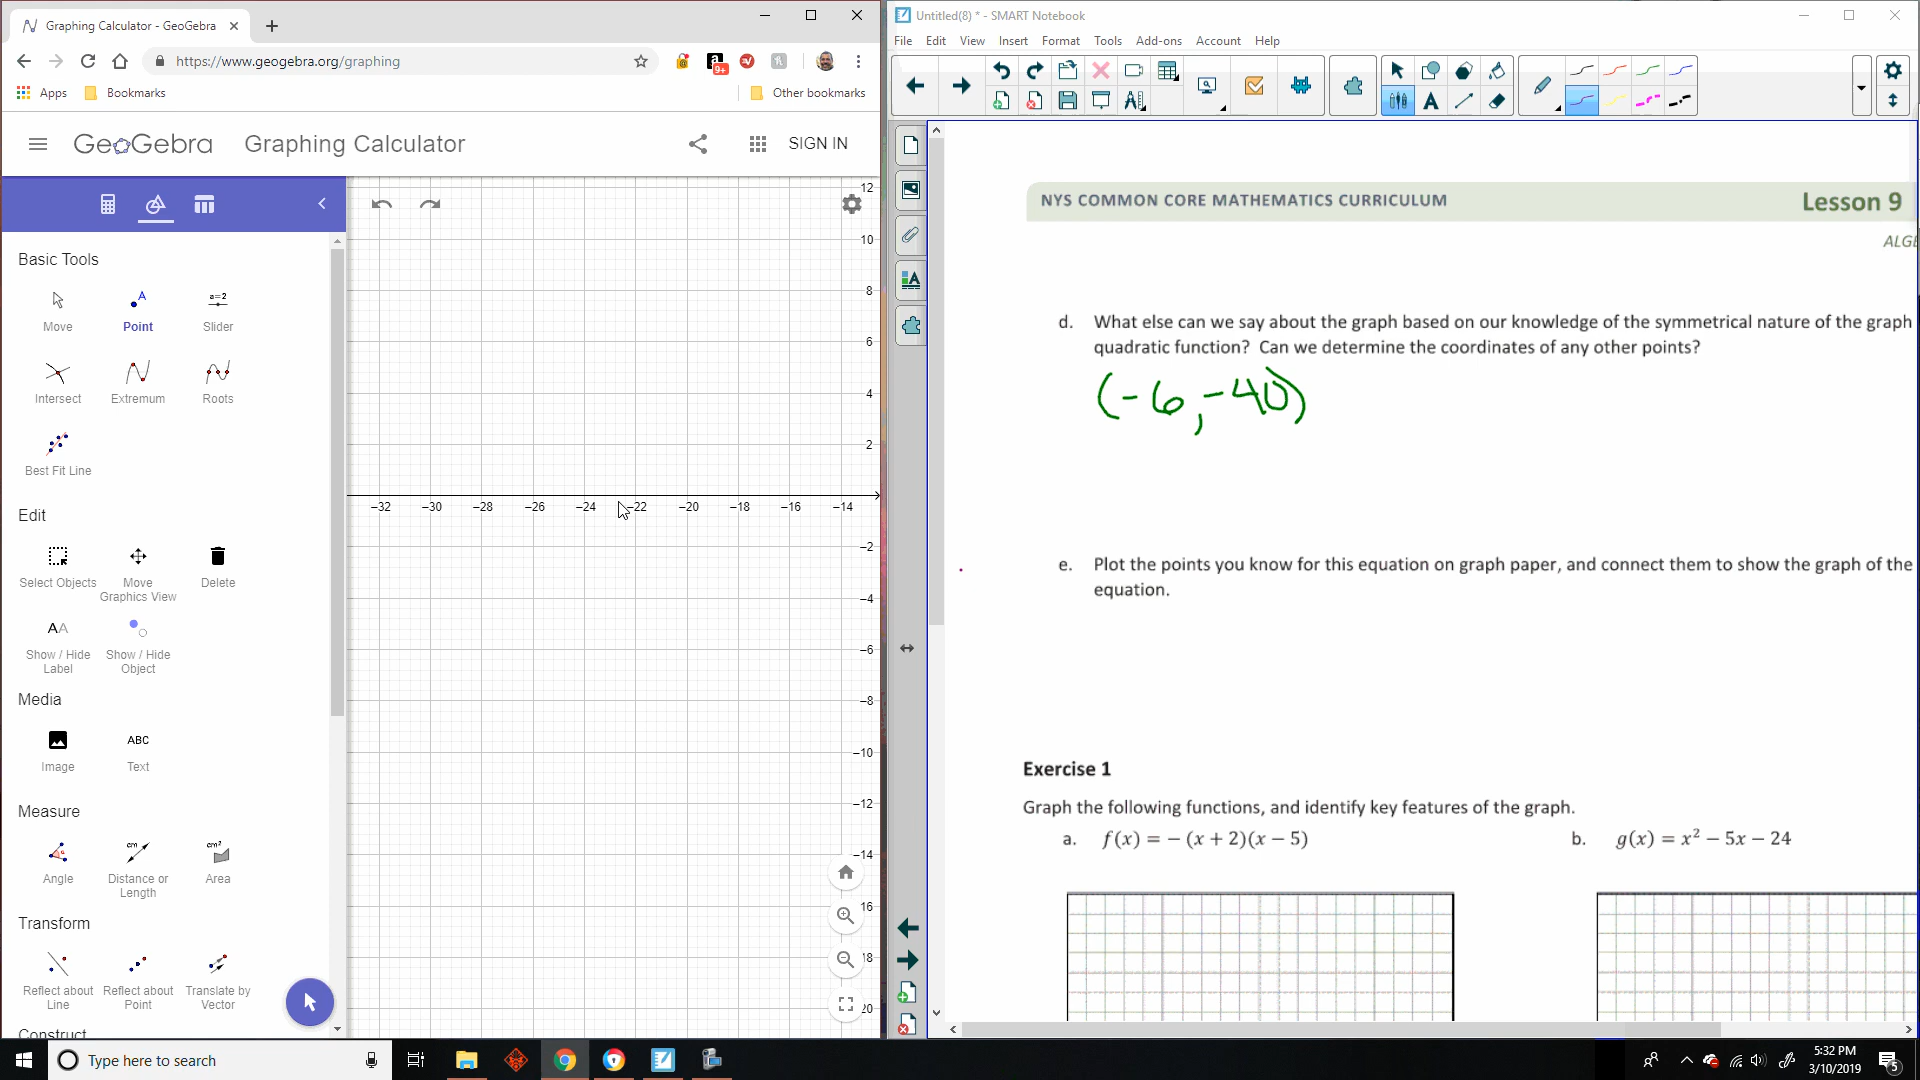 Graphing Calculator - GeoGebra
https://www.geogebra.org/graphing
9+
Apps
Bookmarks
Other bookmarks
GeoGebra
Graphing Calculator
SIGN IN
Basic Tools
Move
A
Point
a=2
Slider
Intersect
Extremum
Roots
Best Fit Line
Edit
Select Objects
Move
Graphics View
Delete
AA
Show / Hide
Label
Show / Hide
Object
Media
Image
ABC
Text
Measure
Angle
cm
Distance or
Length
cm²
Area
Transform
Reflect about
Line
Reflect about
Point
Translate by
Vector
Construct
12
10
8
6
4
2
−32 −30 −28 −26 −24 −22 −20 −18 −16 −14
−2
−4
−6
−8
−10
−12
−14
16
18
20
Untitled(8) * - SMART Notebook
File Edit View Insert Format Tools Add-ons Account Help
NYS COMMON CORE MATHEMATICS CURRICULUM
Lesson 9
ALGE
d. What else can we say about the graph based on our knowledge of the symmetrical nature of the graph
quadratic function? Can we determine the coordinates of any other points?
(-6,-40)
e. Plot the points you know for this equation on graph paper, and connect them to show the graph of the
equation.
Exercise 1
Graph the following functions, and identify key features of the graph.
a. f(x) = − (x + 2)(x − 5)
b. g(x) = x² − 5x − 24
Type here to search
5:32 PM
3/10/2019
5